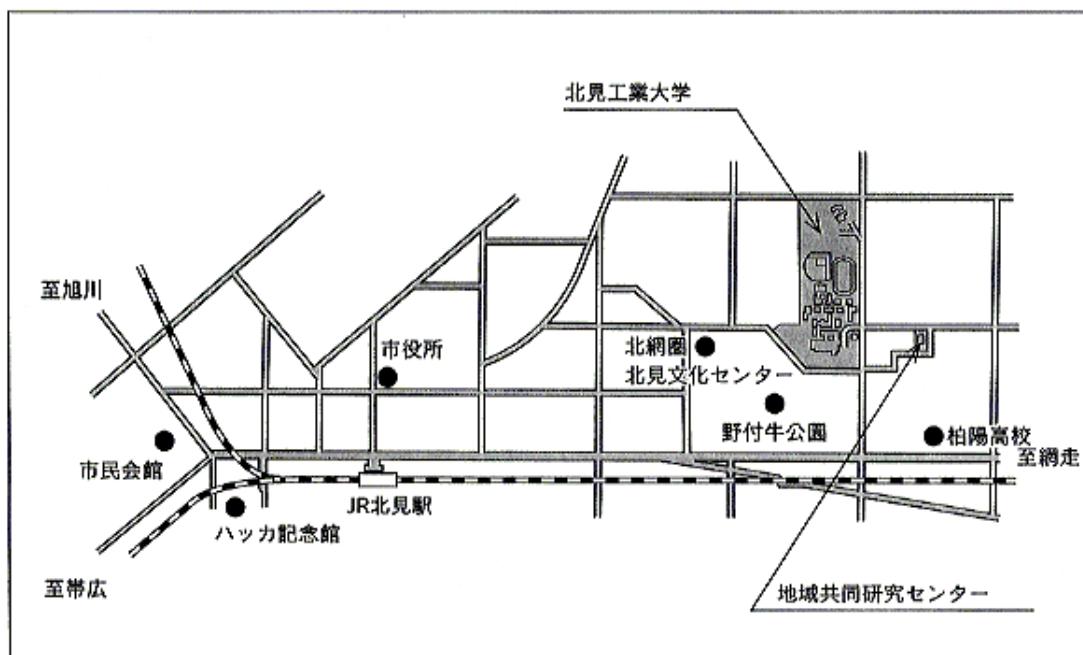 北見工業大学
至旭川
市役所
北網圏
北見文化センター
野付牛公園
柏陽高校
至網走
市民会館
JR北見駅
ハッカ記念館
至帯広
地域共同研究センター